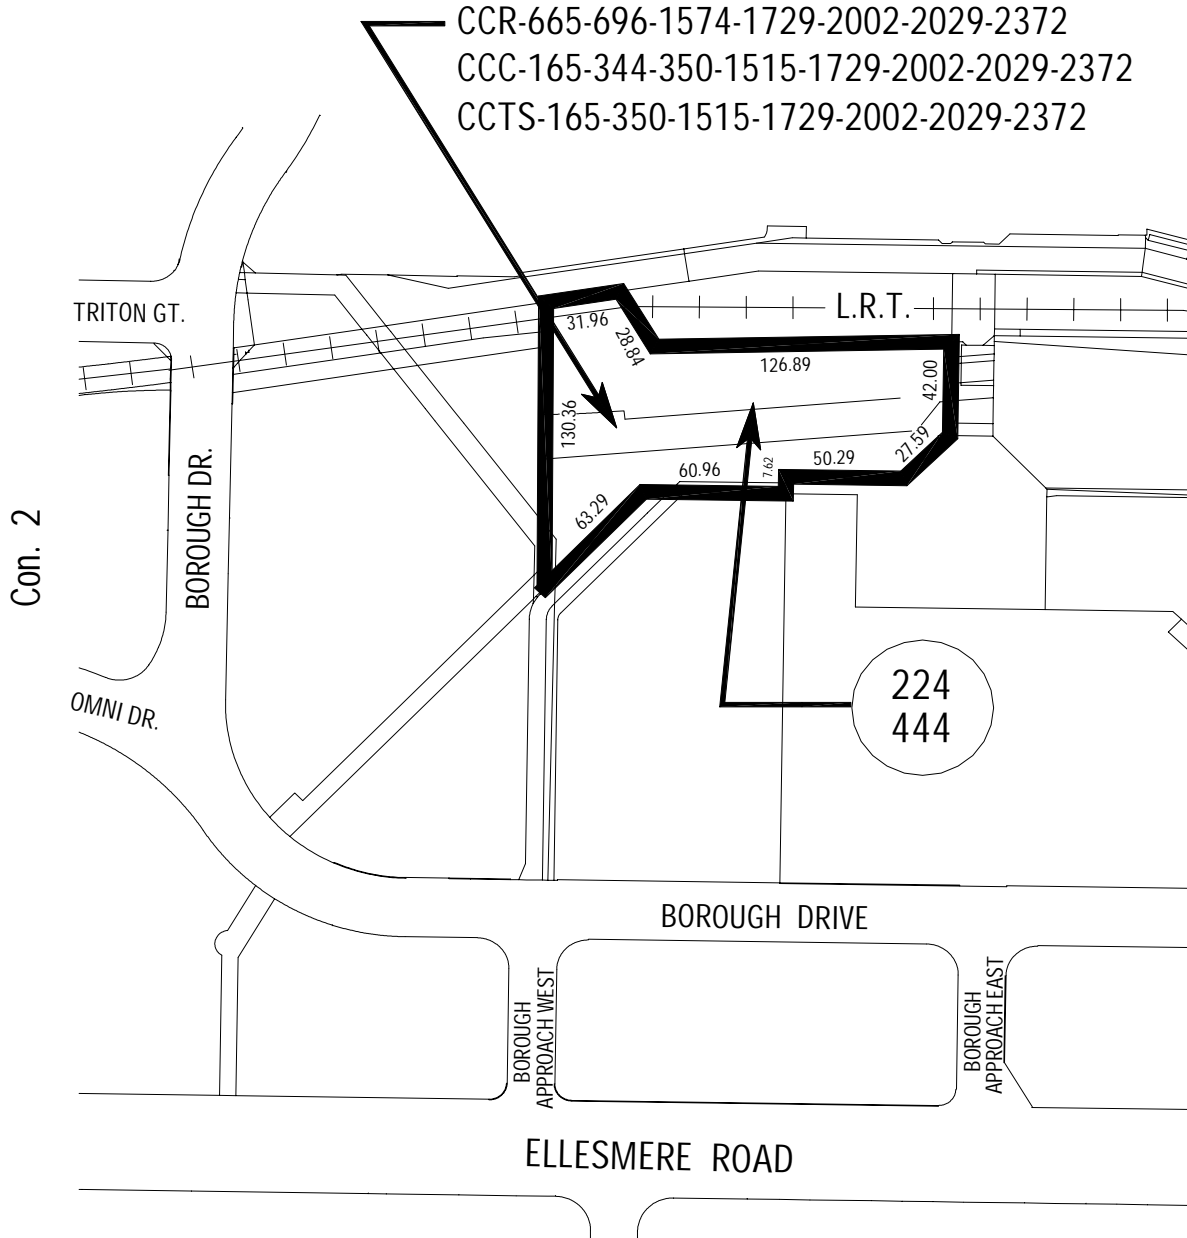 CCR-665-696-1574-1729-2002-2029-2372
CCC-165-344-350-1515-1729-2002-2029-2372
CCTS-165-350-1515-1729-2002-2029-2372
TRITON GT.
L.R.T.
31.96
28.84
126.89
42.00
130.36
27.59
50.29
7.62
60.96
63.29
BOROUGH DR.
Con. 2
OMNI DR.
224
444
BOROUGH DRIVE
BOROUGH
APPROACH WEST
BOROUGH
APPROACH EAST
ELLESMERE ROAD